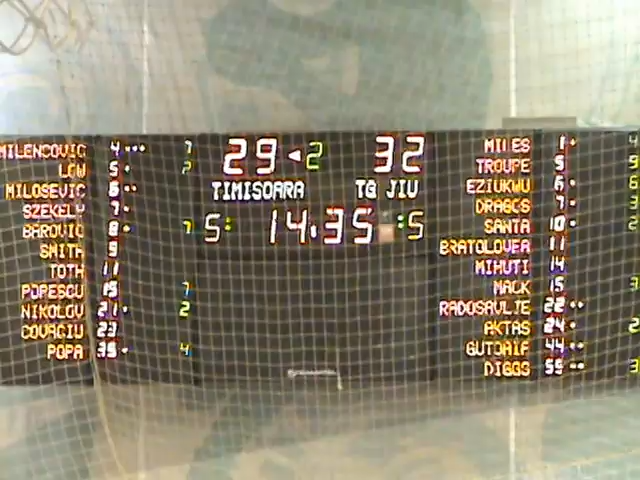 29 ◄ 2 32
TIMISOARA TG JIU
5: 14:35 :5
MILENCOVIC 4 7
LOW 5 2
MILOSEVIC 6
SZEKELY 7
BAROVIC 8 7
SMITH 9
TOTH 11
POPESCU 15 7
NIKOLOV 21 2
COVACIU 23
POPA 35 4
MILES 1 4
TROUPE 5 9
EZIUKWU 6 6
DRAGOS 7 3
SANTA 10 2
BRATOLOVEA 11
MIHUTI 14
MACK 15 3
RADOSAVLJE 22
AKTAS 24 2
44
DIGGS 55 3